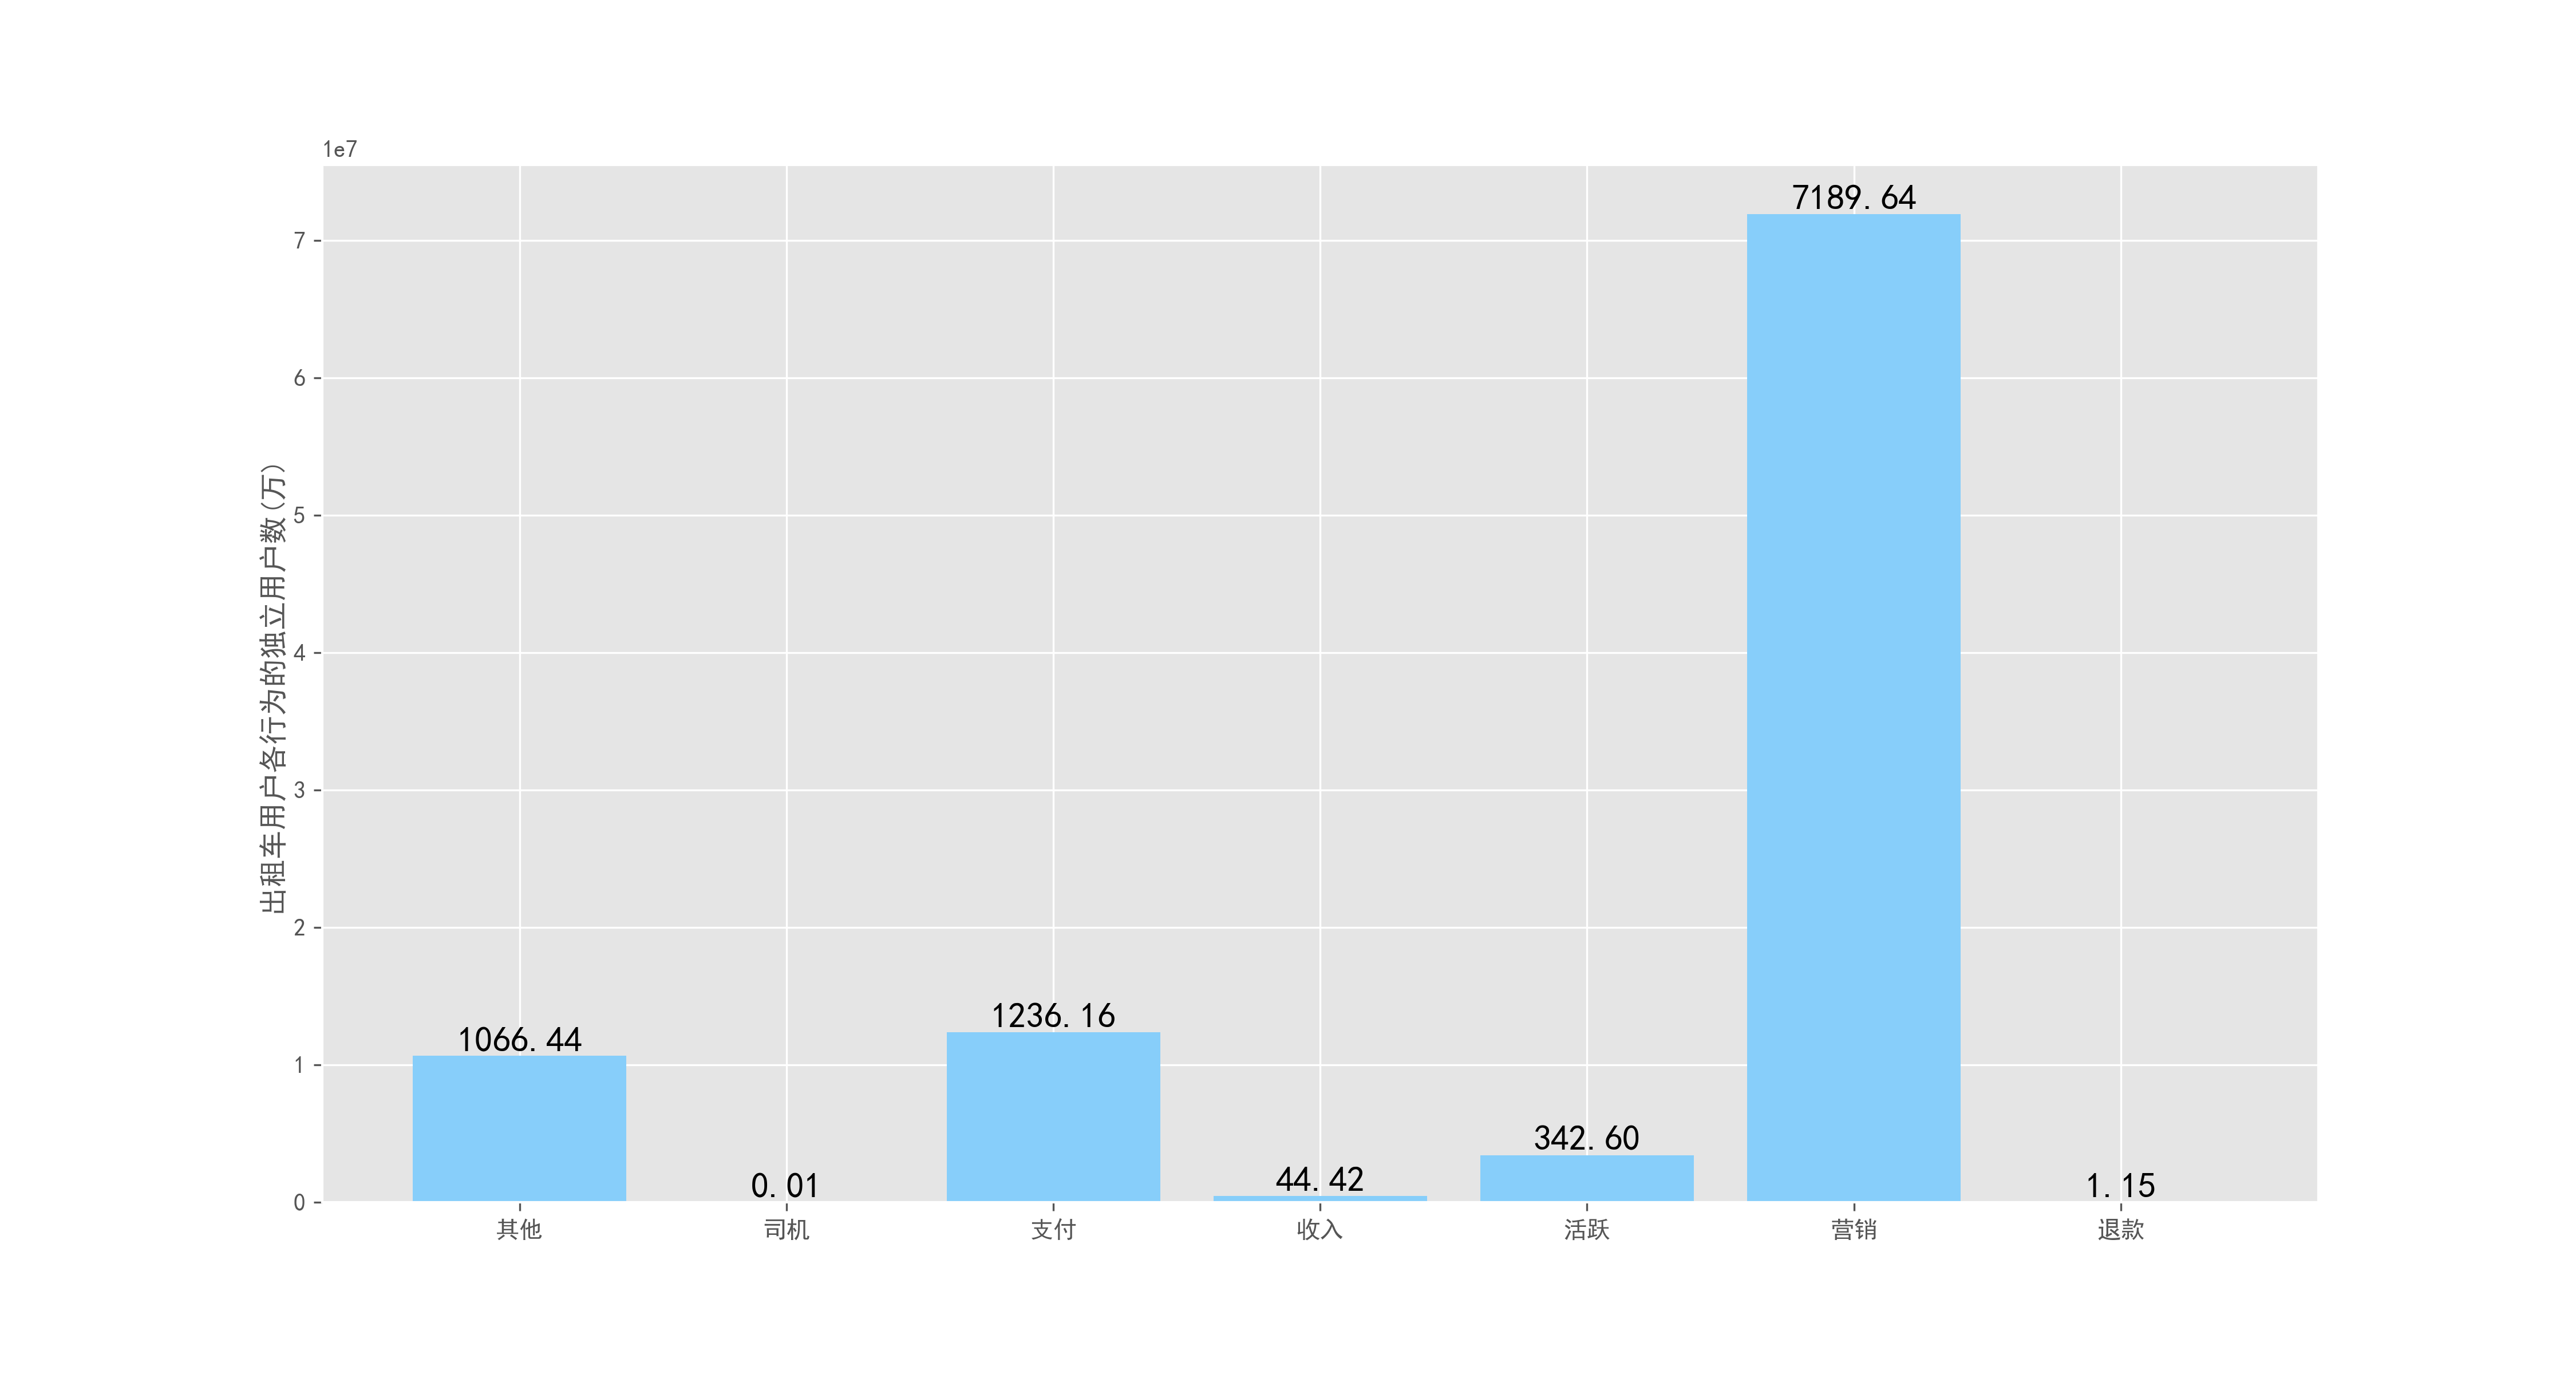 1e7
7189.64
7
6
5
4
3
2
1
0
出租车用户各行为的独立用户数(万)
1236.16
1066.44
342.60
44.42
0.01
1.15
其他
司机
支付
收入
活跃
营销
退款